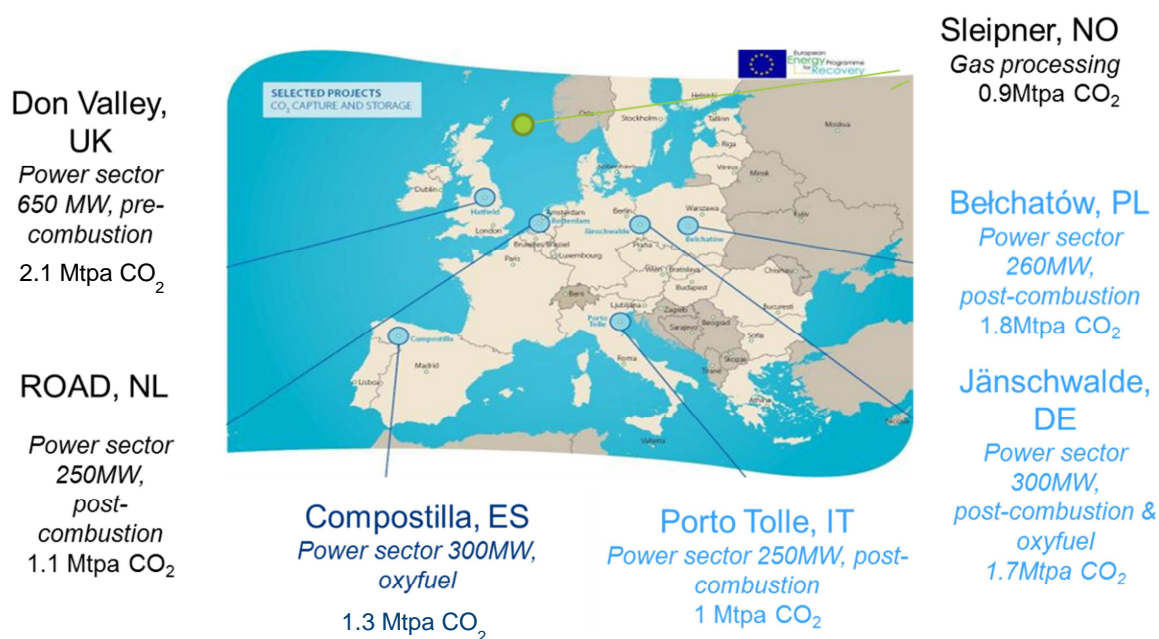 Sleipner, NO
Gas processing
0.9Mtpa CO₂
European
Energy
for Programme
Recovery
SELECTED PROJECTS
CO₂ CAPTURE AND STORAGE
Don Valley,
UK
Power sector
650 MW, pre-
combustion
2.1 Mtpa CO₂
Helsinki
Oslo
Stockholm
Tallinn
Moskva
Riga
Vilnius
Minsk
Dublin
Hatfield
London
Amsterdam
Rotterdam
Berlin
Jänschwalde
Warszawa
Bełchatów
Kyiv
Bruxelles/Brussel
Luxembourg
Paris
Praha
Wien
Bratislava
Budapest
Chisinau
Bern
Ljubljana
Zagreb
Beograd
Bucuresti
Porto
Tolle
Sarajevo
Sofia
Skopje
Tiranë
Roma
Compostilla
Madrid
Lisboa
Athina
Valletta
Bełchatów, PL
Power sector
260MW,
post-combustion
1.8Mtpa CO₂
ROAD, NL
Power sector
250MW,
post-
combustion
1.1 Mtpa CO₂
Jänschwalde,
DE
Power sector
300MW,
post-combustion &
oxyfuel
1.7Mtpa CO₂
Compostilla, ES
Power sector 300MW,
oxyfuel
1.3 Mtpa CO₂
Porto Tolle, IT
Power sector 250MW, post-
combustion
1 Mtpa CO₂